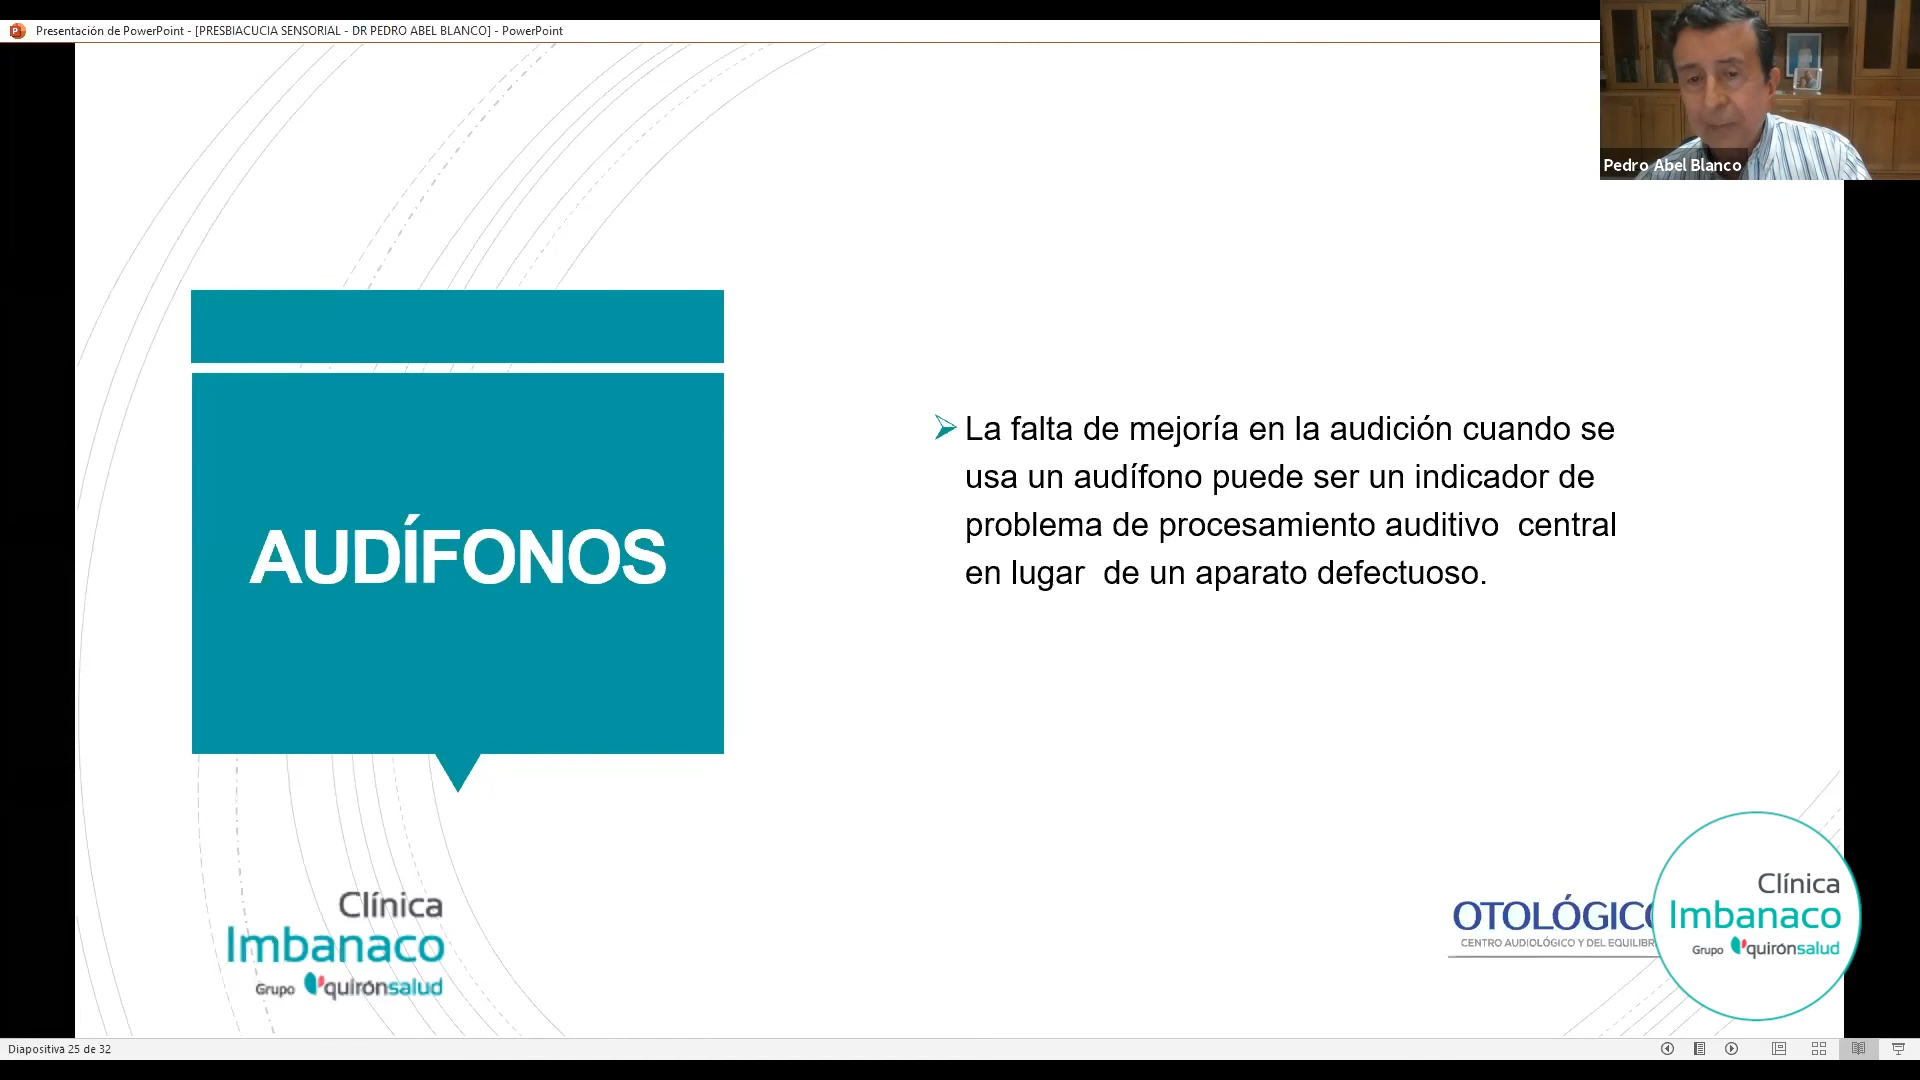 Presentación de PowerPoint - [PRESBIACUCIA SENSORIAL - DR PEDRO ABEL BLANCO] - PowerPoint
Pedro Abel Blanco
AUDÍFONOS
La falta de mejoría en la audición cuando se
usa un audífono puede ser un indicador de
problema de procesamiento auditivo central
en lugar de un aparato defectuoso.
Clínica
Imbanaco
Grupo quirónsalud
OTOLÓGICO
CENTRO AUDIOLÓGICO Y DEL EQUILIBR
Clínica
Imbanaco
Grupo quirónsalud
Diapositiva 25 de 32